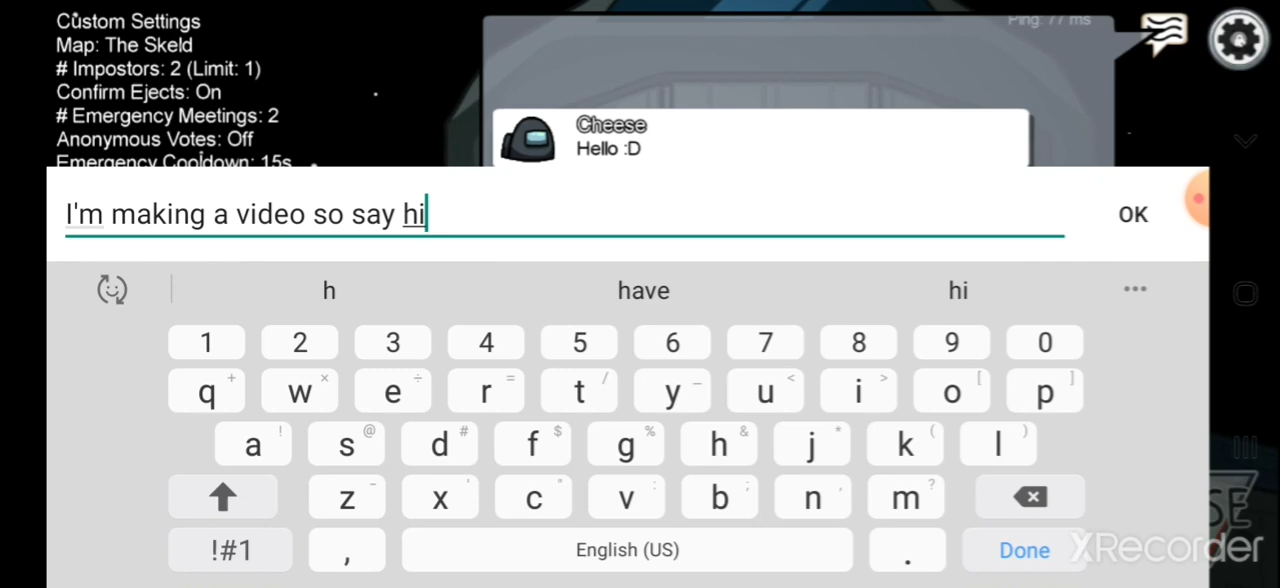 Custom Settings
Map: The Skeld
# Impostors: 2 (Limit: 1)
Confirm Ejects: On
# Emergency Meetings: 2
Anonymous Votes: Off
Emergency Cooldown: 15s
Ping: 77 ms
Cheese
Hello :D
I'm making a video so say hi
OK
h have hi
1 2 3 4 5 6 7 8 9 0
q + w × e ÷ r = t / y _ u < i > o [ p ]
a ! s @ d # f $ g % h & j * k ( l )
z - x ' c " v : b ; n , m ?
!#1 , English (US) . Done
XRecorder